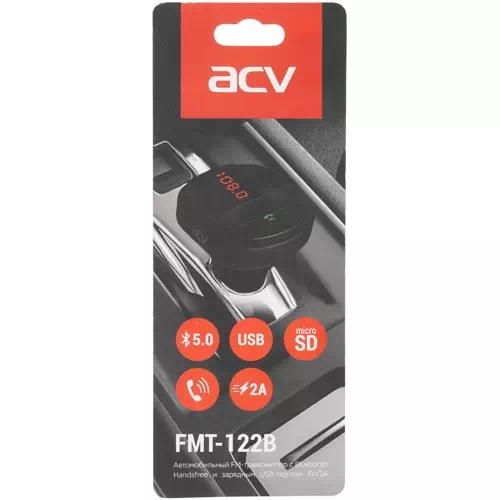 acv
108.0
acv
5.0
USB
micro
SD
2A
FMT-122B
Автомобильный FM-трансмиттер с Bluetooth
Handsfree и зарядным USB-портом 5V/2A